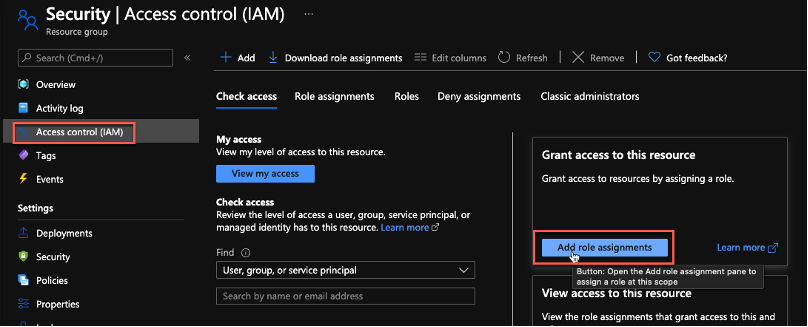 Security | Access control (IAM) ...
Resource group
Search (Cmd+/) «
Overview
Activity log
Access control (IAM)
Tags
Events
Settings
Deployments
Security
Policies
Properties
+ Add Download role assignments Edit columns Refresh Remove Got feedback?
Check access Role assignments Roles Deny assignments Classic administrators
My access
View my level of access to this resource.
View my access
Check access
Review the level of access a user, group, service principal, or
managed identity has to this resource. Learn more
Find
User, group, or service principal
Search by name or email address
Grant access to this resource
Grant access to resources by assigning a role.
Add role assignments Learn more
Button: Open the Add role assignment pane to
assign a role at this scope
View access to this resource
View the role assignments that grant access to this and